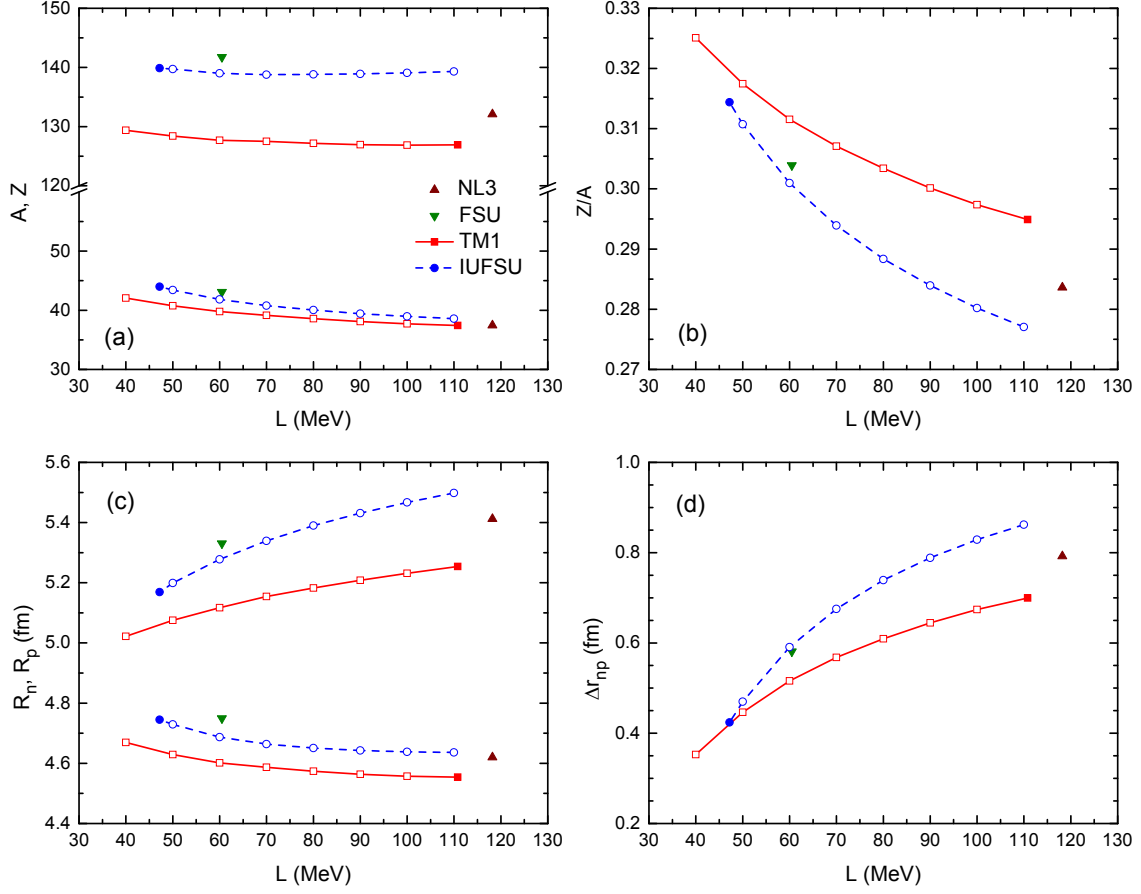 150
140
130
120
50
40
30
A, Z
NL3
FSU
TM1
IUFSU
(a)
30 40 50 60 70 80 90 100 110 120 130
L (MeV)
0.33
0.32
0.31
0.30
0.29
0.28
0.27
Z/A
(b)
30 40 50 60 70 80 90 100 110 120 130
L (MeV)
5.6
5.4
5.2
5.0
4.8
4.6
4.4
R_n, R_p (fm)
(c)
30 40 50 60 70 80 90 100 110 120 130
L (MeV)
1.0
0.8
0.6
0.4
0.2
Δr_np (fm)
(d)
30 40 50 60 70 80 90 100 110 120 130
L (MeV)